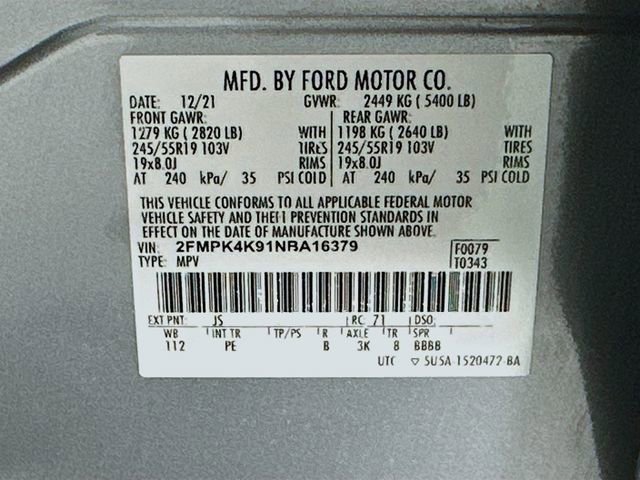 MFD. BY FORD MOTOR CO.
DATE: 12/21 GVWR: 2449 KG (5400 LB)
FRONT GAWR: REAR GAWR:
1279 KG (2820 LB) WITH 1198 KG (2640 LB) WITH
245/55R19 103V TIRES 245/55R19 103V TIRES
19x8.0J RIMS 19x8.0J RIMS
AT 240 kPa/ 35 PSI COLD AT 240 kPa/ 35 PSI COLD
THIS VEHICLE CONFORMS TO ALL APPLICABLE FEDERAL MOTOR
VEHICLE SAFETY AND THEFT PREVENTION STANDARDS IN
EFFECT ON THE DATE OF MANUFACTURE SHOWN ABOVE.
VIN: 2FMPK4K91NBA16379 F0079
TYPE: MPV T0343
EXT PNT: JS RC: 71 DSO:
WB INT TR TP/PS R AXLE TR SPR
112 PE B 3K 8 BBBB
UTC ▽ SU5A 1520472 BA